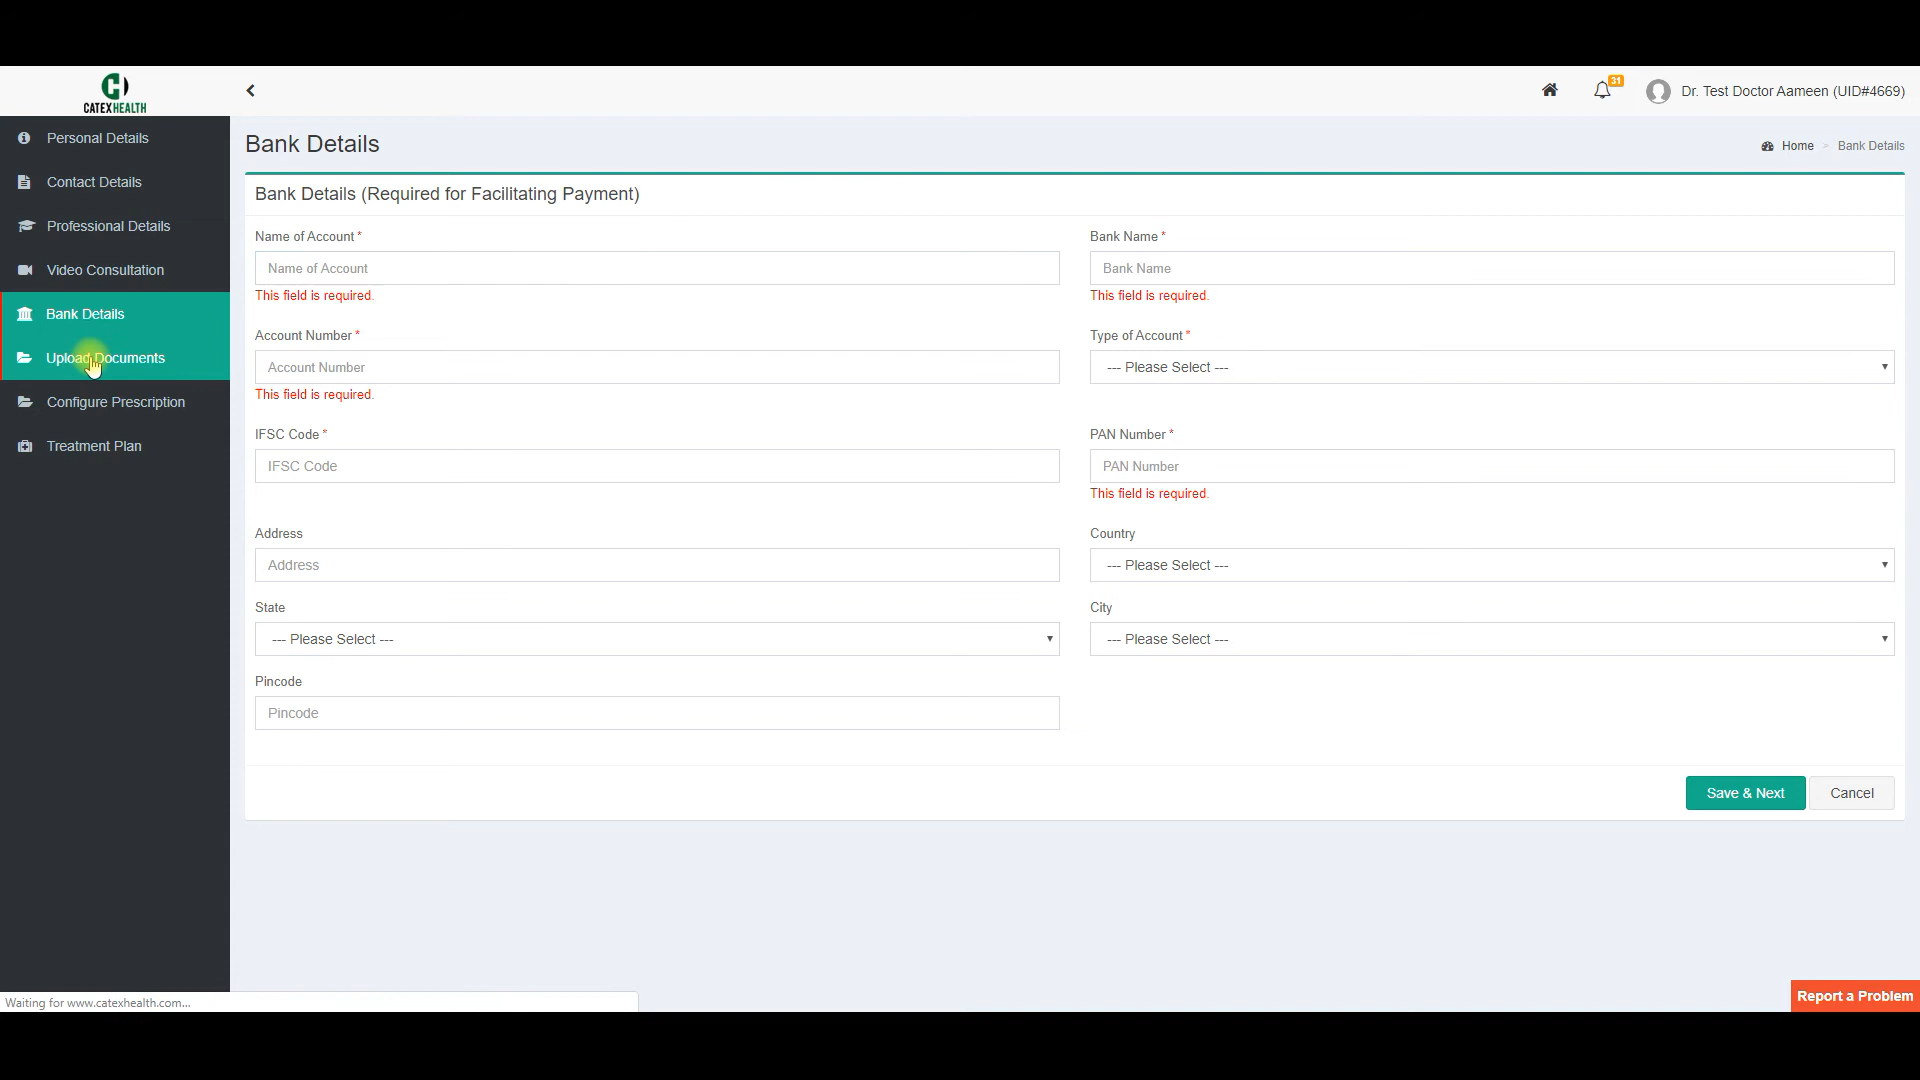 CATEXHEALTH
31
Dr. Test Doctor Aameen (UID#4669)
Personal Details
Contact Details
Professional Details
Video Consultation
Bank Details
Upload Documents
Configure Prescription
Treatment Plan
Bank Details
Home > Bank Details
Bank Details (Required for Facilitating Payment)
Name of Account *
Bank Name *
Name of Account
Bank Name
This field is required.
This field is required.
Account Number *
Type of Account *
Account Number
--- Please Select ---
This field is required.
IFSC Code *
PAN Number *
IFSC Code
PAN Number
This field is required.
Address
Country
Address
--- Please Select ---
State
City
--- Please Select ---
--- Please Select ---
Pincode
Pincode
Save & Next
Cancel
Report a Problem
Waiting for www.catexhealth.com...